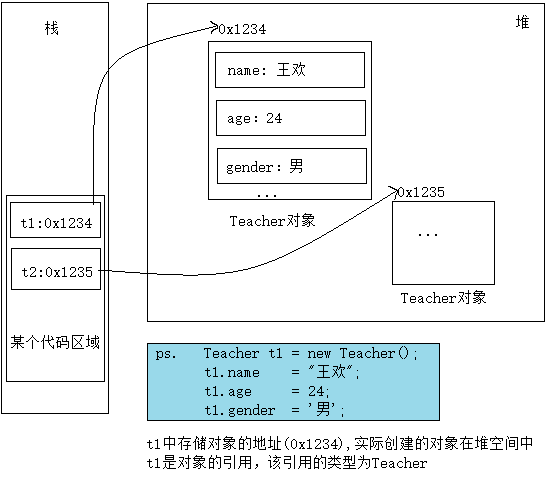 栈
堆
0x1234
name: 王欢
age: 24
gender: 男
...
Teacher对象
0x1235
...
Teacher对象
t1:0x1234
t2:0x1235
某个代码区域
ps. Teacher t1 = new Teacher();
t1.name = "王欢";
t1.age = 24;
t1.gender = '男';
t1中存储对象的地址(0x1234),实际创建的对象在堆空间中
t1是对象的引用，该引用的类型为Teacher